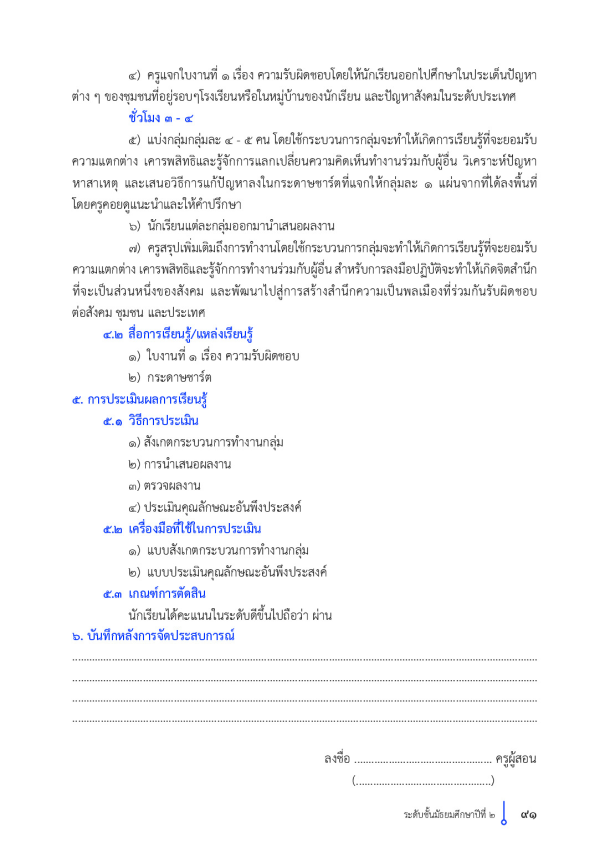 ๔) ครูแจกใบงานที่ ๑ เรื่อง ความรับผิดชอบโดยให้นักเรียนออกไปศึกษาในประเด็นปัญหา
ต่าง ๆ ของชุมชนที่อยู่รอบๆโรงเรียนหรือในหมู่บ้านของนักเรียน และปัญหาสังคมในระดับประเทศ
ชั่วโมง ๓ - ๔
๕) แบ่งกลุ่มกลุ่มละ ๔ - ๕ คน โดยใช้กระบวนการกลุ่มจะทำให้เกิดการเรียนรู้ที่จะยอมรับ
ความแตกต่าง เคารพสิทธิและรู้จักการแลกเปลี่ยนความคิดเห็นทำงานร่วมกับผู้อื่น วิเคราะห์ปัญหา
หาสาเหตุ และเสนอวิธีการแก้ปัญหาลงในกระดาษชาร์ตที่แจกให้กลุ่มละ ๑ แผ่นจากที่ได้ลงพื้นที่
โดยครูคอยดูแนะนำและให้คำปรึกษา
๖) นักเรียนแต่ละกลุ่มออกมานำเสนอผลงาน
๗) ครูสรุปเพิ่มเติมถึงการทำงานโดยใช้กระบวนการกลุ่มจะทำให้เกิดการเรียนรู้ที่จะยอมรับ
ความแตกต่าง เคารพสิทธิและรู้จักการทำงานร่วมกับผู้อื่น สำหรับการลงมือปฏิบัติจะทำให้เกิดจิตสำนึก
ที่จะเป็นส่วนหนึ่งของสังคม และพัฒนาไปสู่การสร้างสำนึกความเป็นพลเมืองที่ร่วมกันรับผิดชอบ
ต่อสังคม ชุมชน และประเทศ
๔.๒ สื่อการเรียนรู้/แหล่งเรียนรู้
๑) ใบงานที่ ๑ เรื่อง ความรับผิดชอบ
๒) กระดาษชาร์ต
๕. การประเมินผลการเรียนรู้
๕.๑ วิธีการประเมิน
๑) สังเกตกระบวนการทำงานกลุ่ม
๒) การนำเสนอผลงาน
๓) ตรวจผลงาน
๔) ประเมินคุณลักษณะอันพึงประสงค์
๕.๒ เครื่องมือที่ใช้ในการประเมิน
๑) แบบสังเกตกระบวนการทำงานกลุ่ม
๒) แบบประเมินคุณลักษณะอันพึงประสงค์
๕.๓ เกณฑ์การตัดสิน
นักเรียนได้คะแนนในระดับดีขึ้นไปถือว่า ผ่าน
๖. บันทึกหลังการจัดประสบการณ์
................................................................................
................................................................................
................................................................................
................................................................................
ลงชื่อ ................................................ ครูผู้สอน
(...............................................)
ระดับชั้นมัธยมศึกษาปีที่ ๒ ๙๑